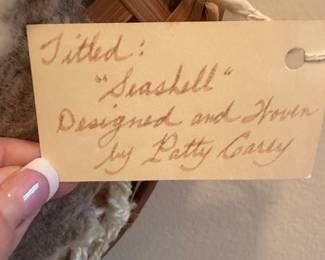 Titled:
"Seashell"
Designed and Woven
by Patty Carey